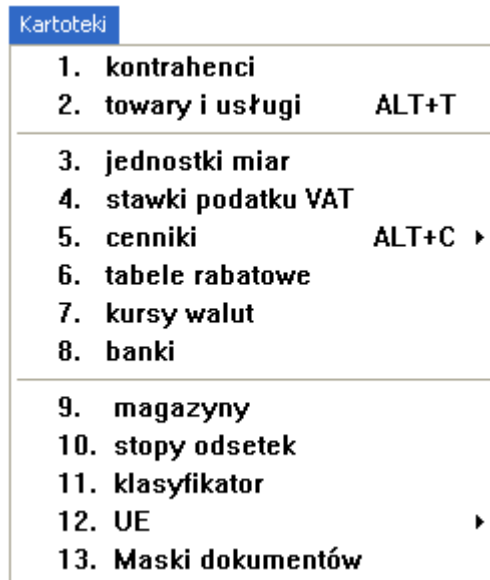 Kartoteki
1. kontrahenci
2. towary i usługi ALT+T
3. jednostki miar
4. stawki podatku VAT
5. cenniki ALT+C
6. tabele rabatowe
7. kursy walut
8. banki
9. magazyny
10. stopy odsetek
11. klasyfikator
12. UE
13. Maski dokumentów